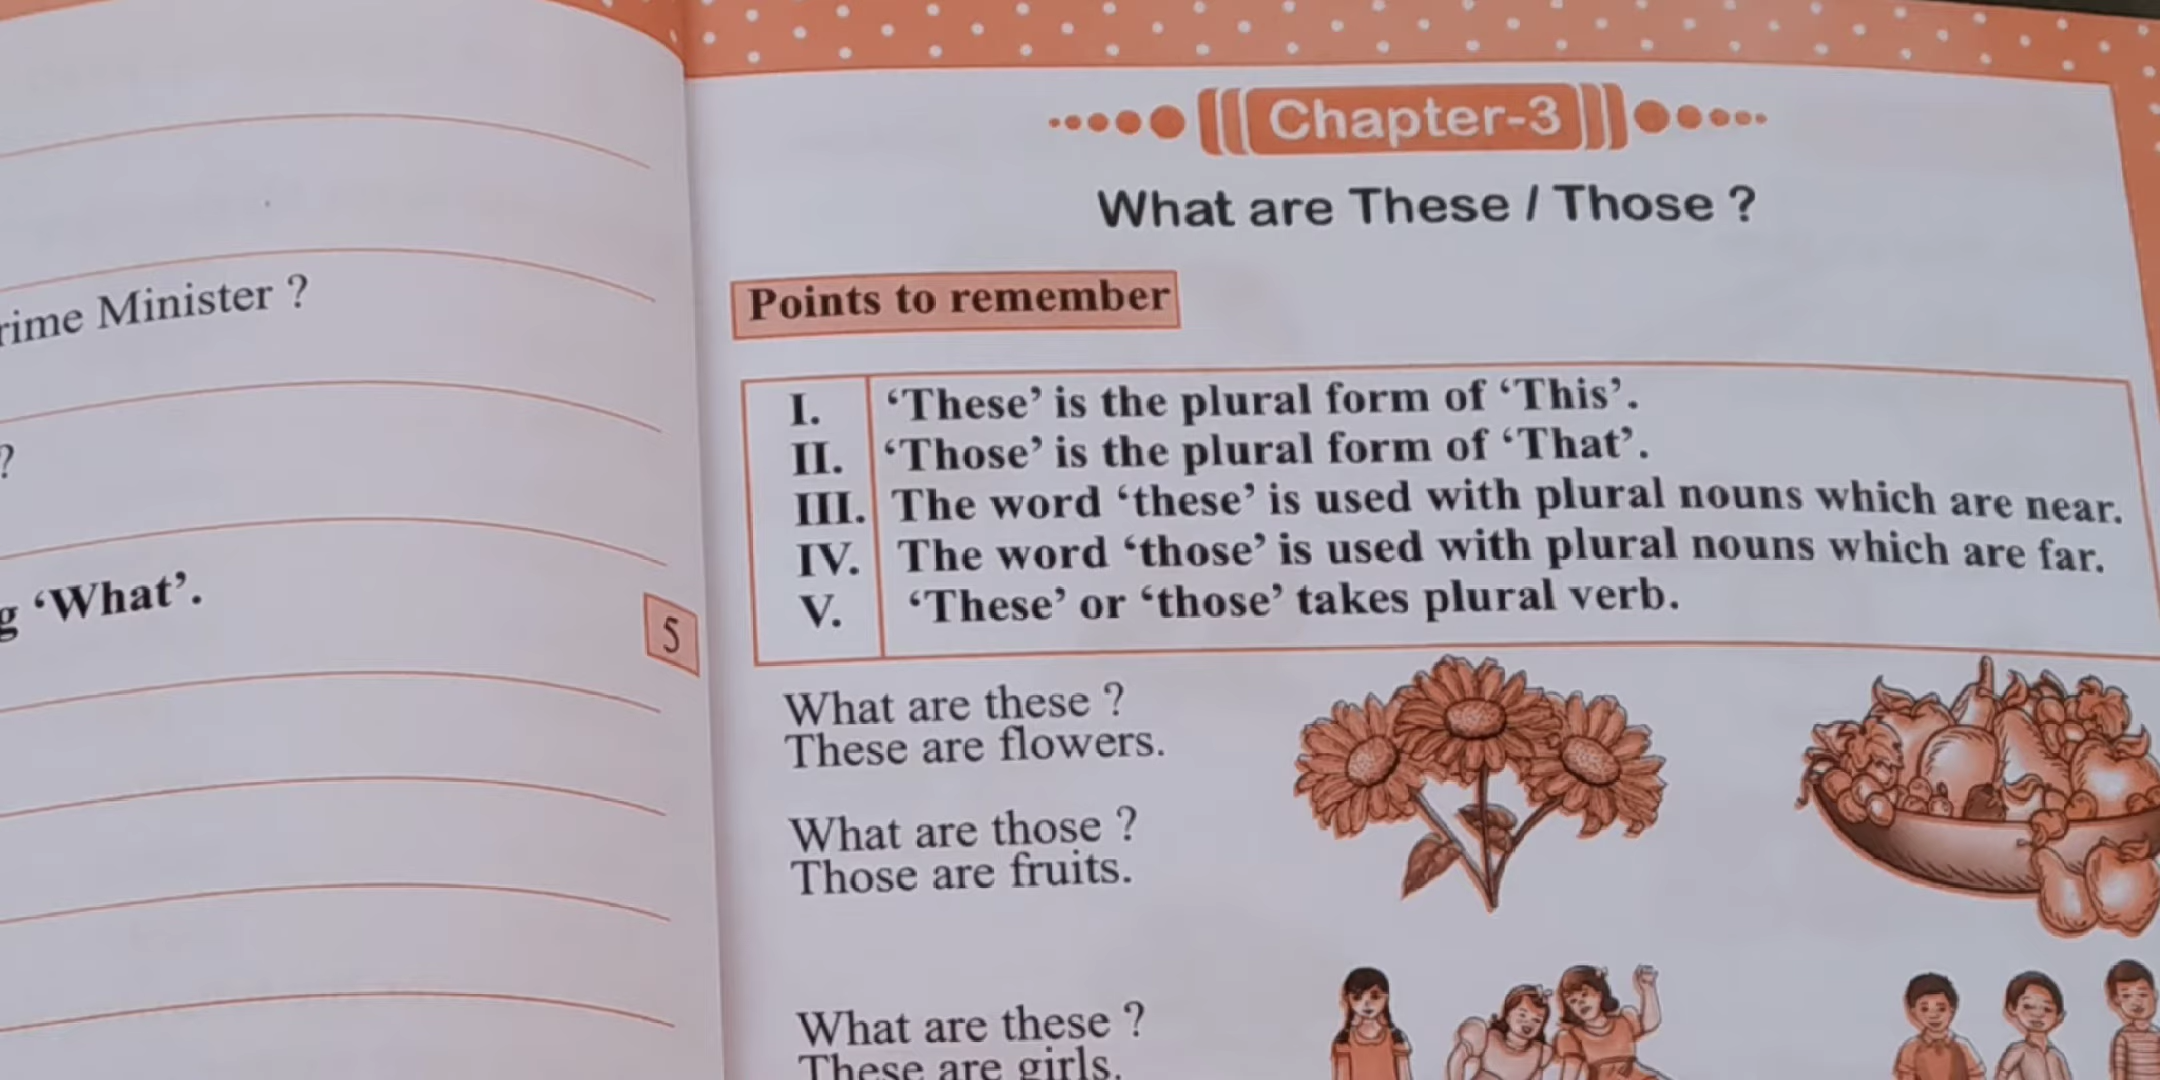 Minister ?
?
‘What’.
5
Chapter-3
What are These / Those ?
Points to remember
I. ‘These’ is the plural form of ‘This’.
II. ‘Those’ is the plural form of ‘That’.
III. The word ‘these’ is used with plural nouns which are near.
IV. The word ‘those’ is used with plural nouns which are far.
V. ‘These’ or ‘those’ takes plural verb.
What are these ?
These are flowers.
What are those ?
Those are fruits.
What are these ?
These are girls.